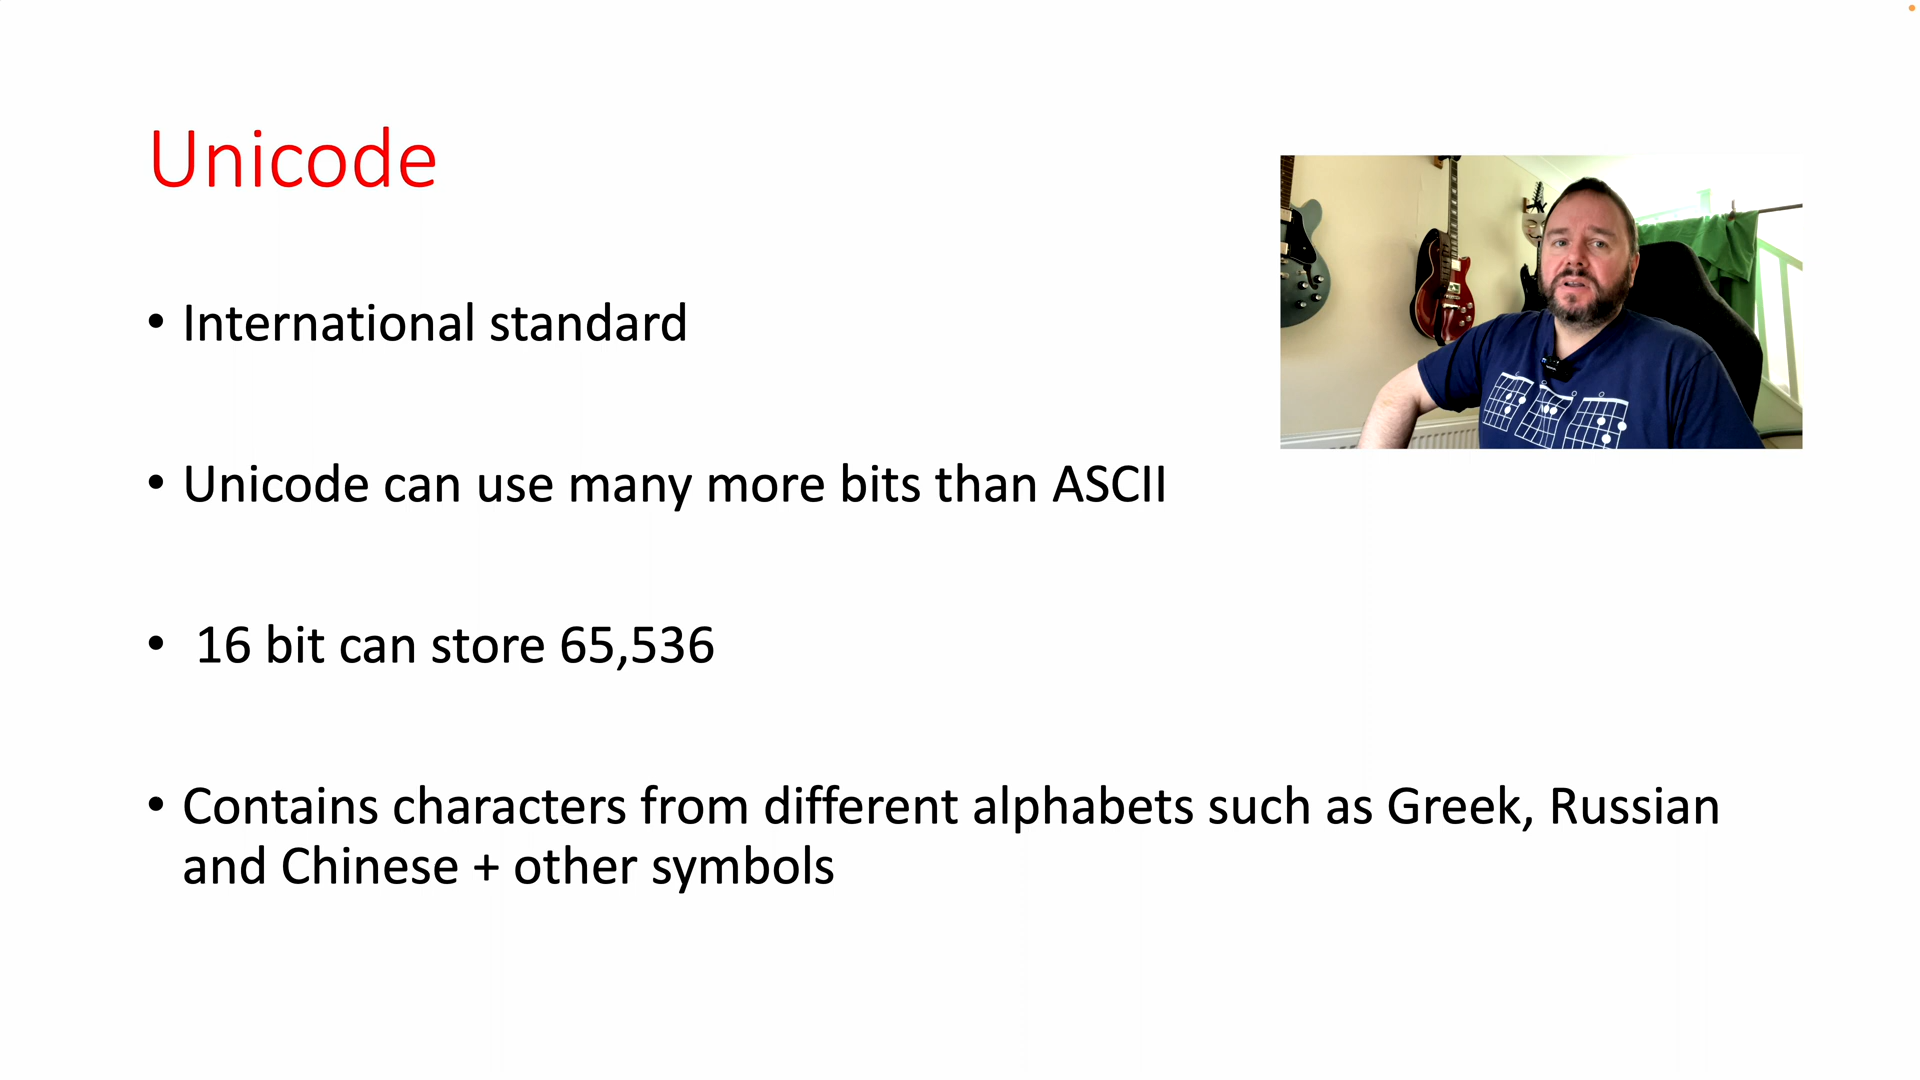 Unicode
• International standard
• Unicode can use many more bits than ASCII
• 16 bit can store 65,536
• Contains characters from different alphabets such as Greek, Russian
and Chinese + other symbols